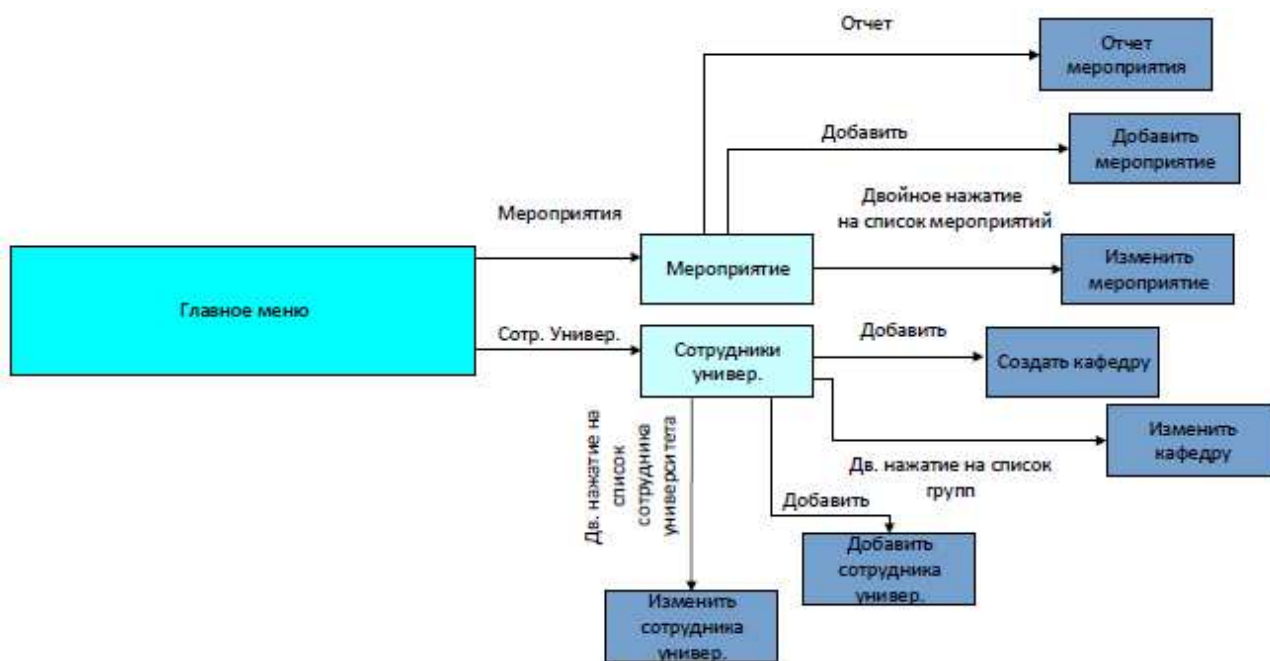 Отчет
Отчет
мероприятия
Добавить
Добавить
мероприятие
Двойное нажатие
на список мероприятий
Мероприятия
Мероприятие
Изменить
мероприятие
Главное меню
Сотр. Универ.
Сотрудники
универ.
Добавить
Создать кафедру
Изменить
кафедру
Дв. нажатие на список
групп
Дв. нажатие на
список
сотрудника
университета
Добавить
Добавить
сотрудника
универ.
Изменить
сотрудника
универ.